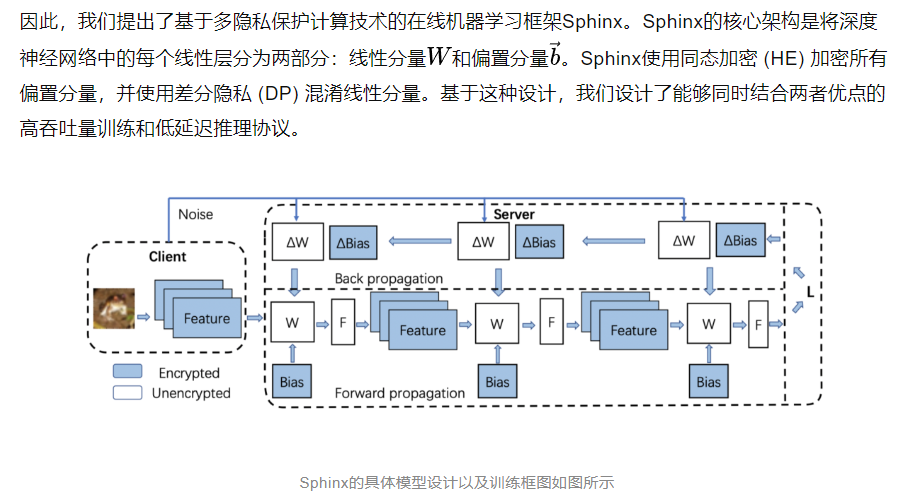 因此，我们提出了基于多隐私保护计算技术的在线机器学习框架Sphinx。Sphinx的核心架构是将深度
神经网络中的每个线性层分为两部分：线性分量W和偏置分量b⃗。Sphinx使用同态加密 (HE) 加密所有
偏置分量，并使用差分隐私 (DP) 混淆线性分量。基于这种设计，我们设计了能够同时结合两者优点的
高吞吐量训练和低延迟推理协议。
Noise
Server
ΔW
ΔBias
ΔW
ΔBias
ΔW
ΔBias
Client
Back propagation
L
Feature
W
F
Feature
W
F
Feature
W
F
Encrypted
Unencrypted
Bias
Bias
Bias
Forward propagation
Sphinx的具体模型设计以及训练框图如图所示